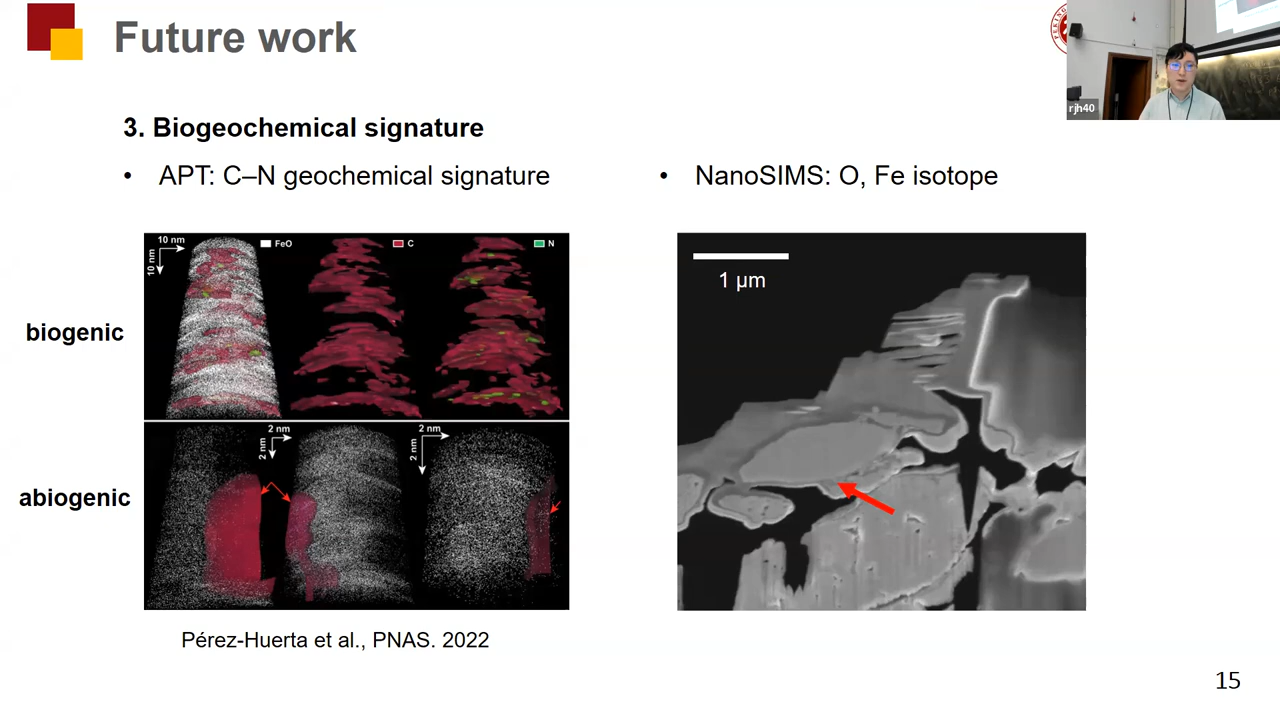 Future work
rjh40
3. Biogeochemical signature
• APT: C–N geochemical signature
• NanoSIMS: O, Fe isotope
10 nm
10 nm
FeO
C
N
biogenic
2 nm
2 nm
2 nm
2 nm
abiogenic
1 μm
Pérez-Huerta et al., PNAS. 2022
15